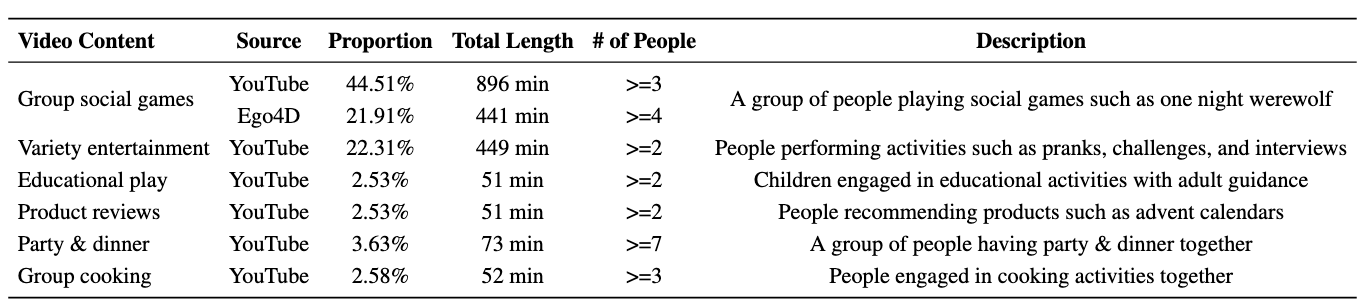 Video Content Source Proportion Total Length # of People Description
Group social games YouTube 44.51% 896 min >=3 A group of people playing social games such as one night werewolf
Ego4D 21.91% 441 min >=4
Variety entertainment YouTube 22.31% 449 min >=2 People performing activities such as pranks, challenges, and interviews
Educational play YouTube 2.53% 51 min >=2 Children engaged in educational activities with adult guidance
Product reviews YouTube 2.53% 51 min >=2 People recommending products such as advent calendars
Party & dinner YouTube 3.63% 73 min >=7 A group of people having party & dinner together
Group cooking YouTube 2.58% 52 min >=3 People engaged in cooking activities together